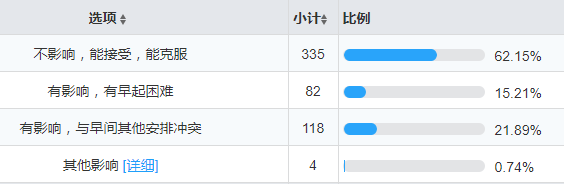 选项 小计 比例
不影响，能接受，能克服 335 62.15%
有影响，有早起困难 82 15.21%
有影响，与早间其他安排冲突 118 21.89%
其他影响 [详细] 4 0.74%